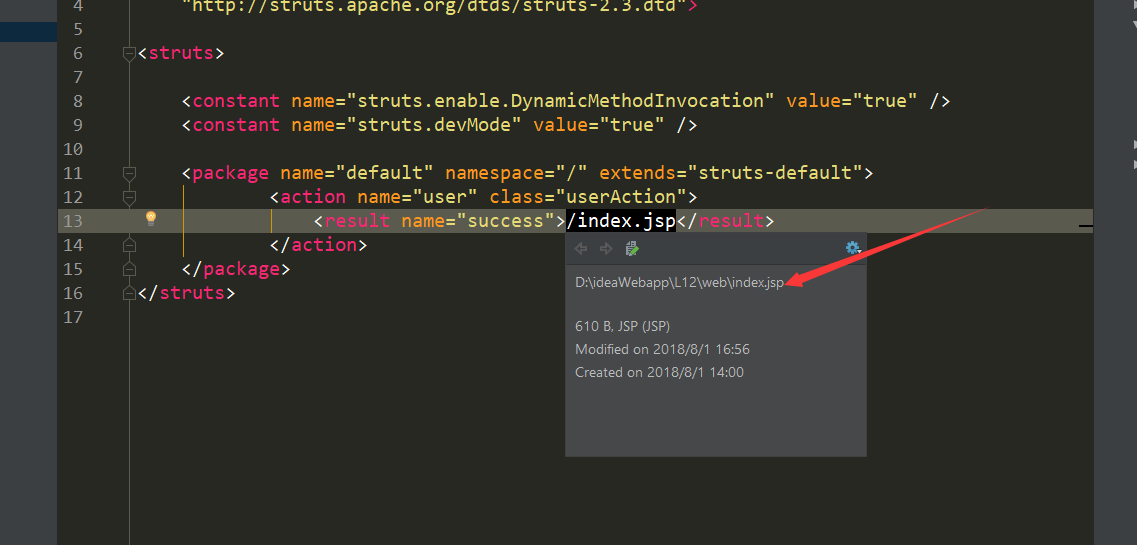 4 "http://struts.apache.org/dtds/struts-2.3.dtd">
5
6 <struts>
7
8 <constant name="struts.enable.DynamicMethodInvocation" value="true" />
9 <constant name="struts.devMode" value="true" />
10
11 <package name="default" namespace="/" extends="struts-default">
12 <action name="user" class="userAction">
13 <result name="success">/index.jsp</result>
14 </action>
15 </package>
16 </struts>
17
D:\ideaWebapp\L12\web\index.jsp
610 B, JSP (JSP)
Modified on 2018/8/1 16:56
Created on 2018/8/1 14:00